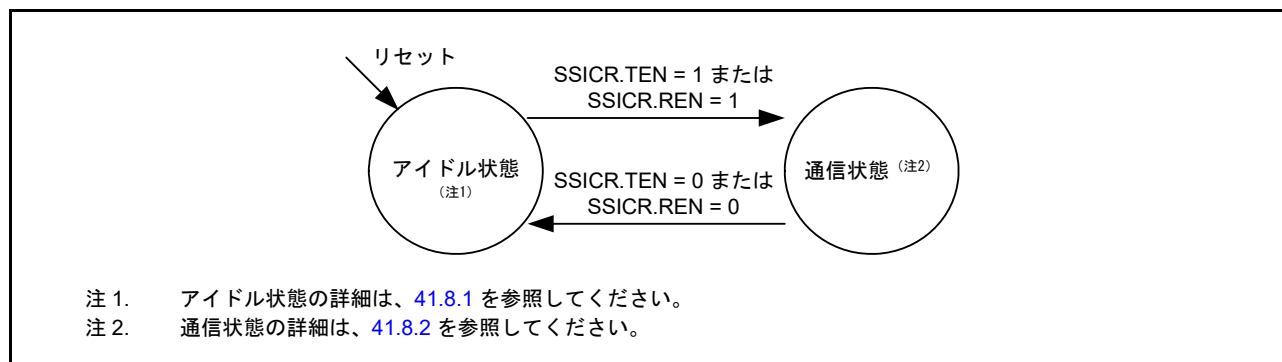 リセット
SSICR.TEN = 1 または
SSICR.REN = 1
アイドル状態
(注1)
通信状態 (注2)
SSICR.TEN = 0 または
SSICR.REN = 0
注 1. アイドル状態の詳細は、41.8.1 を参照してください。
注 2. 通信状態の詳細は、41.8.2 を参照してください。